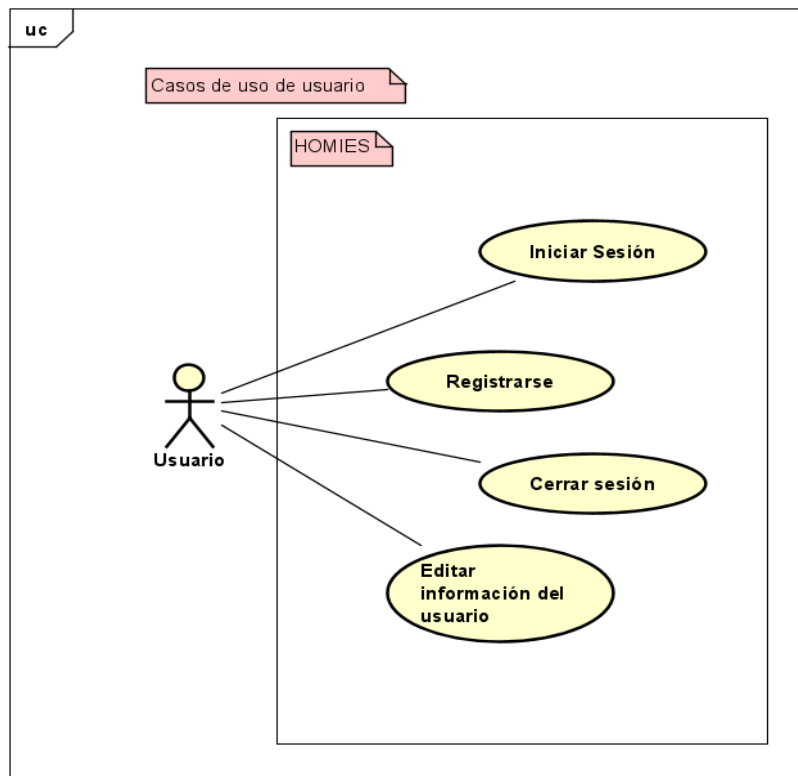 uc
Casos de uso de usuario
HOMIES
Iniciar Sesión
Registrarse
Usuario
Cerrar sesión
Editar
información del
usuario